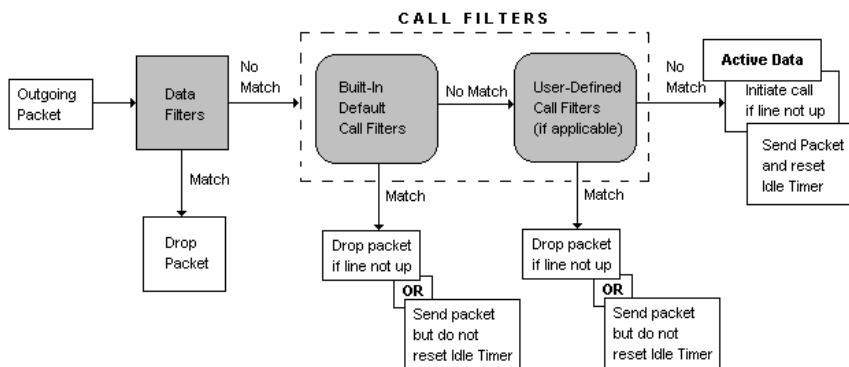 CALL FILTERS
Outgoing
Packet
Data
Filters
No
Match
Built-In
Default
Call Filters
No Match
User-Defined
Call Filters
(if applicable)
No
Match
Active Data
Initiate call
if line not up
Send Packet
and reset
Idle Timer
Match
Drop
Packet
Match
Drop packet
if line not up
OR
Send packet
but do not
reset Idle Timer
Match
Drop packet
if line not up
OR
Send packet
but do not
reset Idle Timer